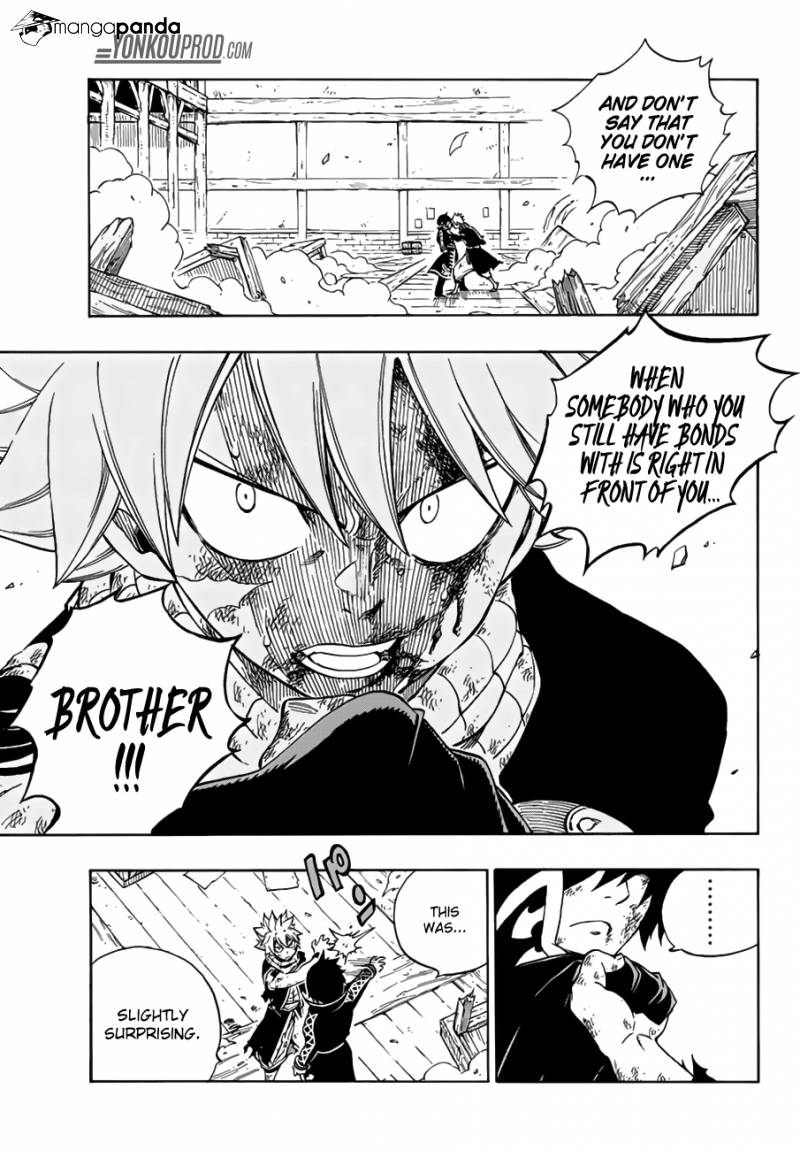 mangapanda
=YONKOUPROD.COM
AND DON'T
SAY THAT
YOU DON'T
HAVE ONE
...
WHEN
SOMEBODY WHO YOU
STILL HAVE BONDS
WITH IS RIGHT IN
FRONT OF YOU...
BROTHER
!!!
........
THIS
WAS...
SLIGHTLY
SURPRISING.